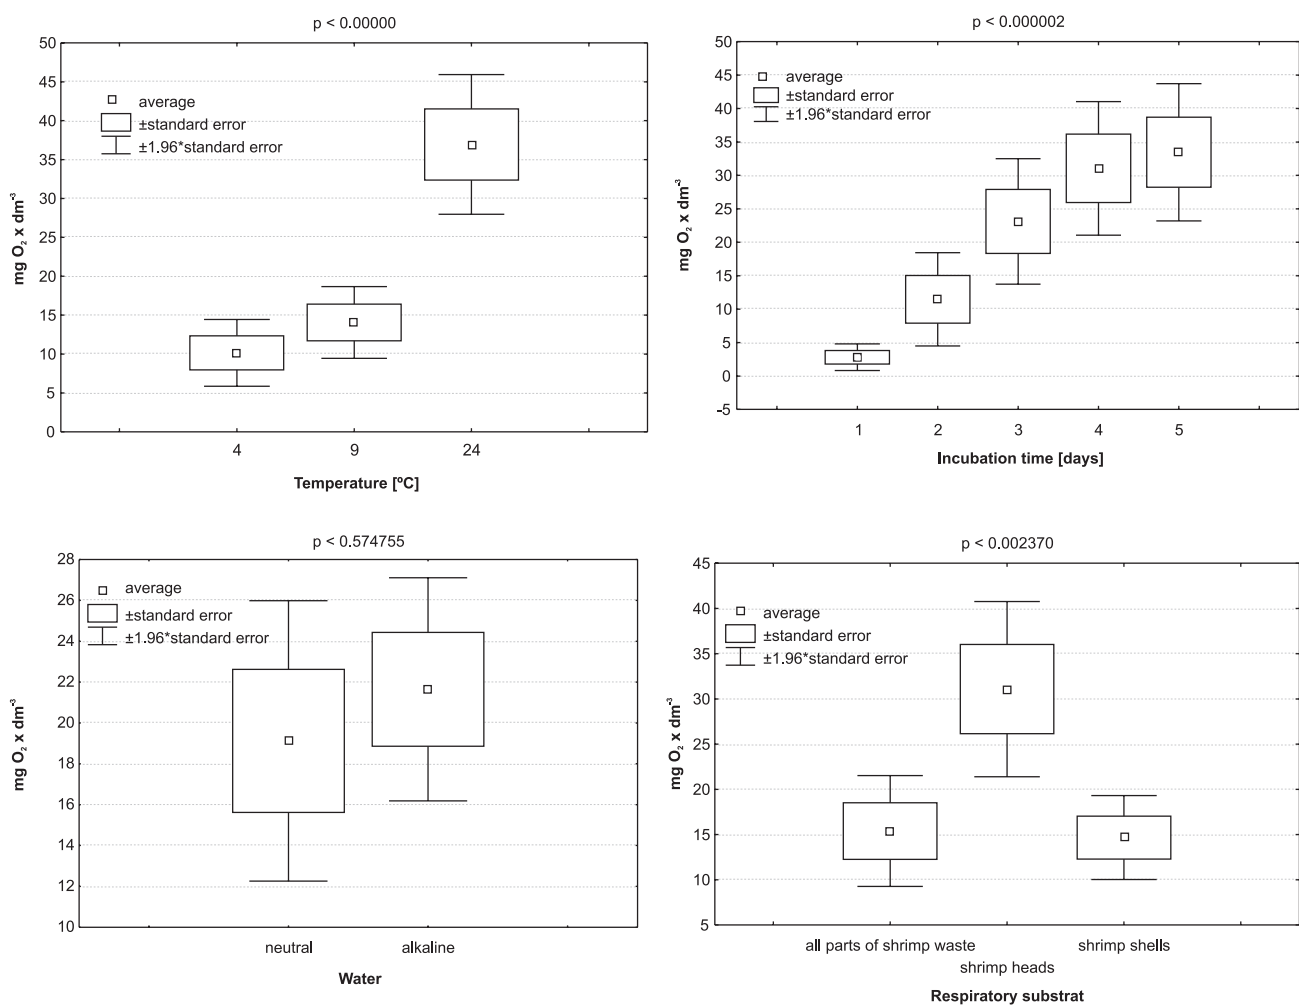 p < 0.00000
50
45
40
35
30
25
20
15
10
5
0
mg O₂ x dm⁻³
average
±standard error
±1.96*standard error
4 9 24
Temperature [ºC]
p < 0.000002
50
45
40
35
30
25
20
15
10
5
0
-5
mg O₂ x dm⁻³
average
±standard error
±1.96*standard error
1 2 3 4 5
Incubation time [days]
p < 0.574755
28
26
24
22
20
18
16
14
12
10
mg O₂ x dm⁻³
average
±standard error
±1.96*standard error
neutral alkaline
Water
p < 0.002370
45
40
35
30
25
20
15
10
5
mg O₂ x dm⁻³
average
±standard error
±1.96*standard error
all parts of shrimp waste shrimp shells
shrimp heads
Respiratory substrat